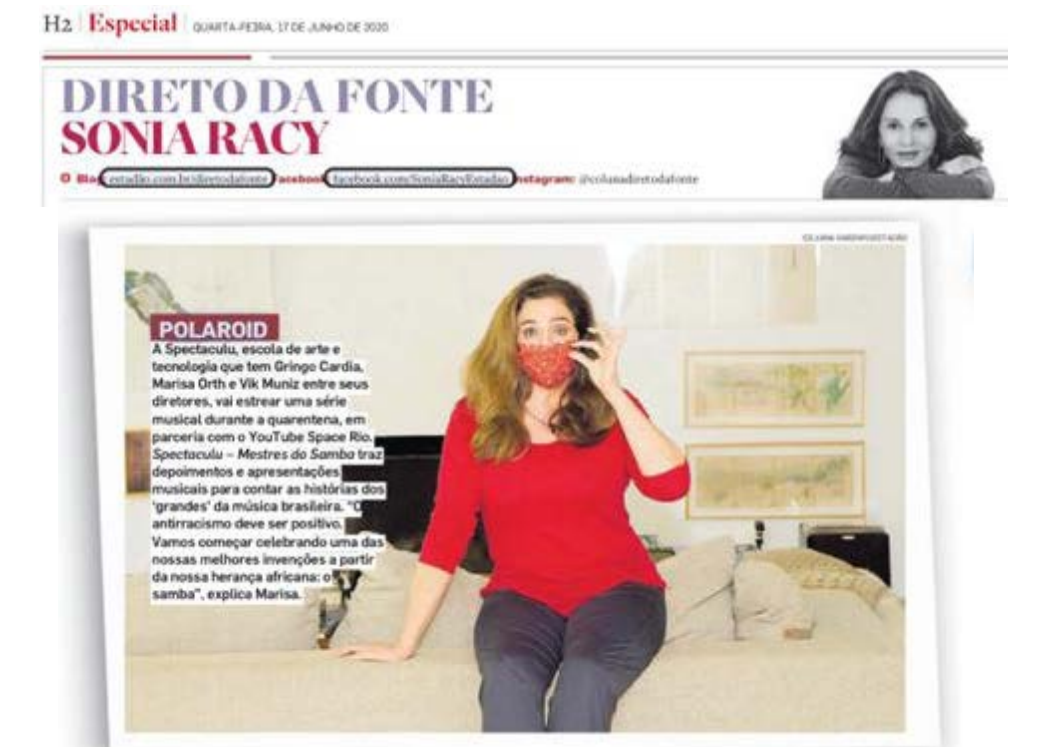 H2 Especial QUARTA-FEIRA, 17 DE JUNHO DE 2020
DIRETO DA FONTE
SONIA RACY
Blog: estadão.com.br/diretodafonte Facebook: facebook.com/SoniaRacyEstadao Instagram: @colunadiretodafonte
POLAROID
A Spectaculu, escola de arte e
tecnologia que tem Gringo Cardia,
Marisa Orth e Vik Muniz entre seus
diretores, vai estrear uma série
musical durante a quarentena, em
parceria com o YouTube Space Rio.
Spectaculu – Mestres do Samba traz
depoimentos e apresentações
musicais para contar as histórias dos
'grandes' da música brasileira. "O
antirracismo deve ser positivo.
Vamos começar celebrando uma das
nossas melhores invenções a partir
da nossa herança africana: o
samba", explica Marisa.